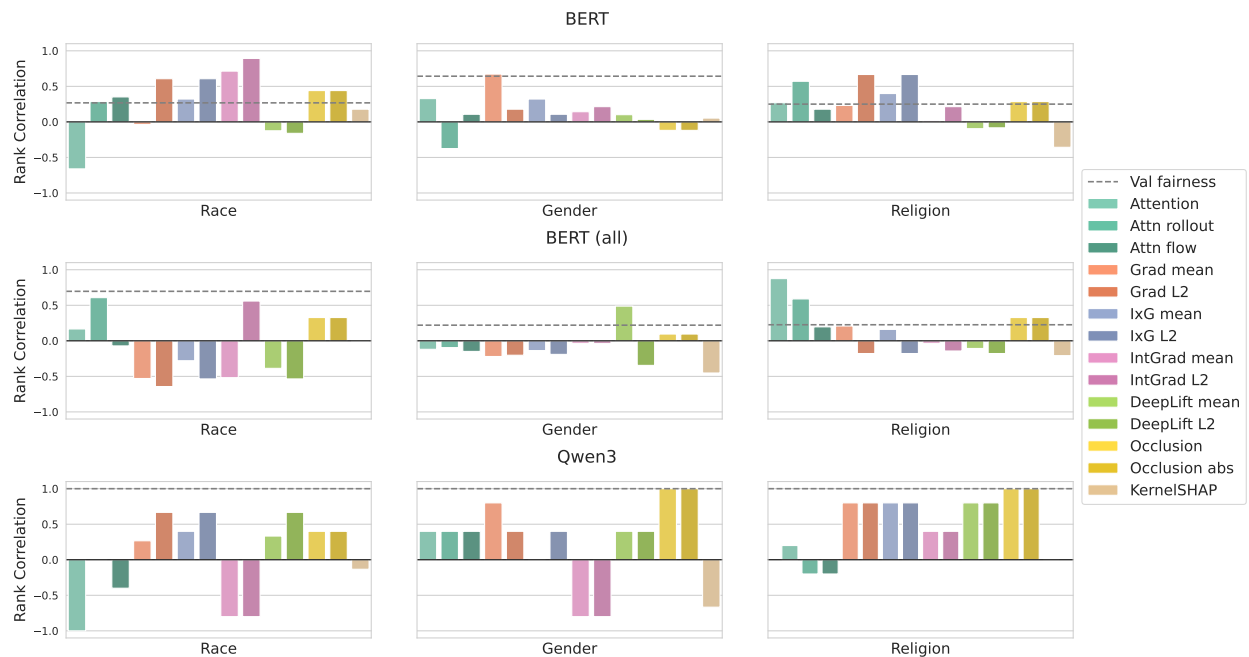 BERT
Rank Correlation
1.0
0.5
0.0
−0.5
−1.0
Race
Gender
Religion
BERT (all)
Rank Correlation
1.0
0.5
0.0
−0.5
−1.0
Race
Gender
Religion
Qwen3
Rank Correlation
1.0
0.5
0.0
−0.5
−1.0
Race
Gender
Religion
Val fairness
Attention
Attn rollout
Attn flow
Grad mean
Grad L2
IxG mean
IxG L2
IntGrad mean
IntGrad L2
DeepLift mean
DeepLift L2
Occlusion
Occlusion abs
KernelSHAP